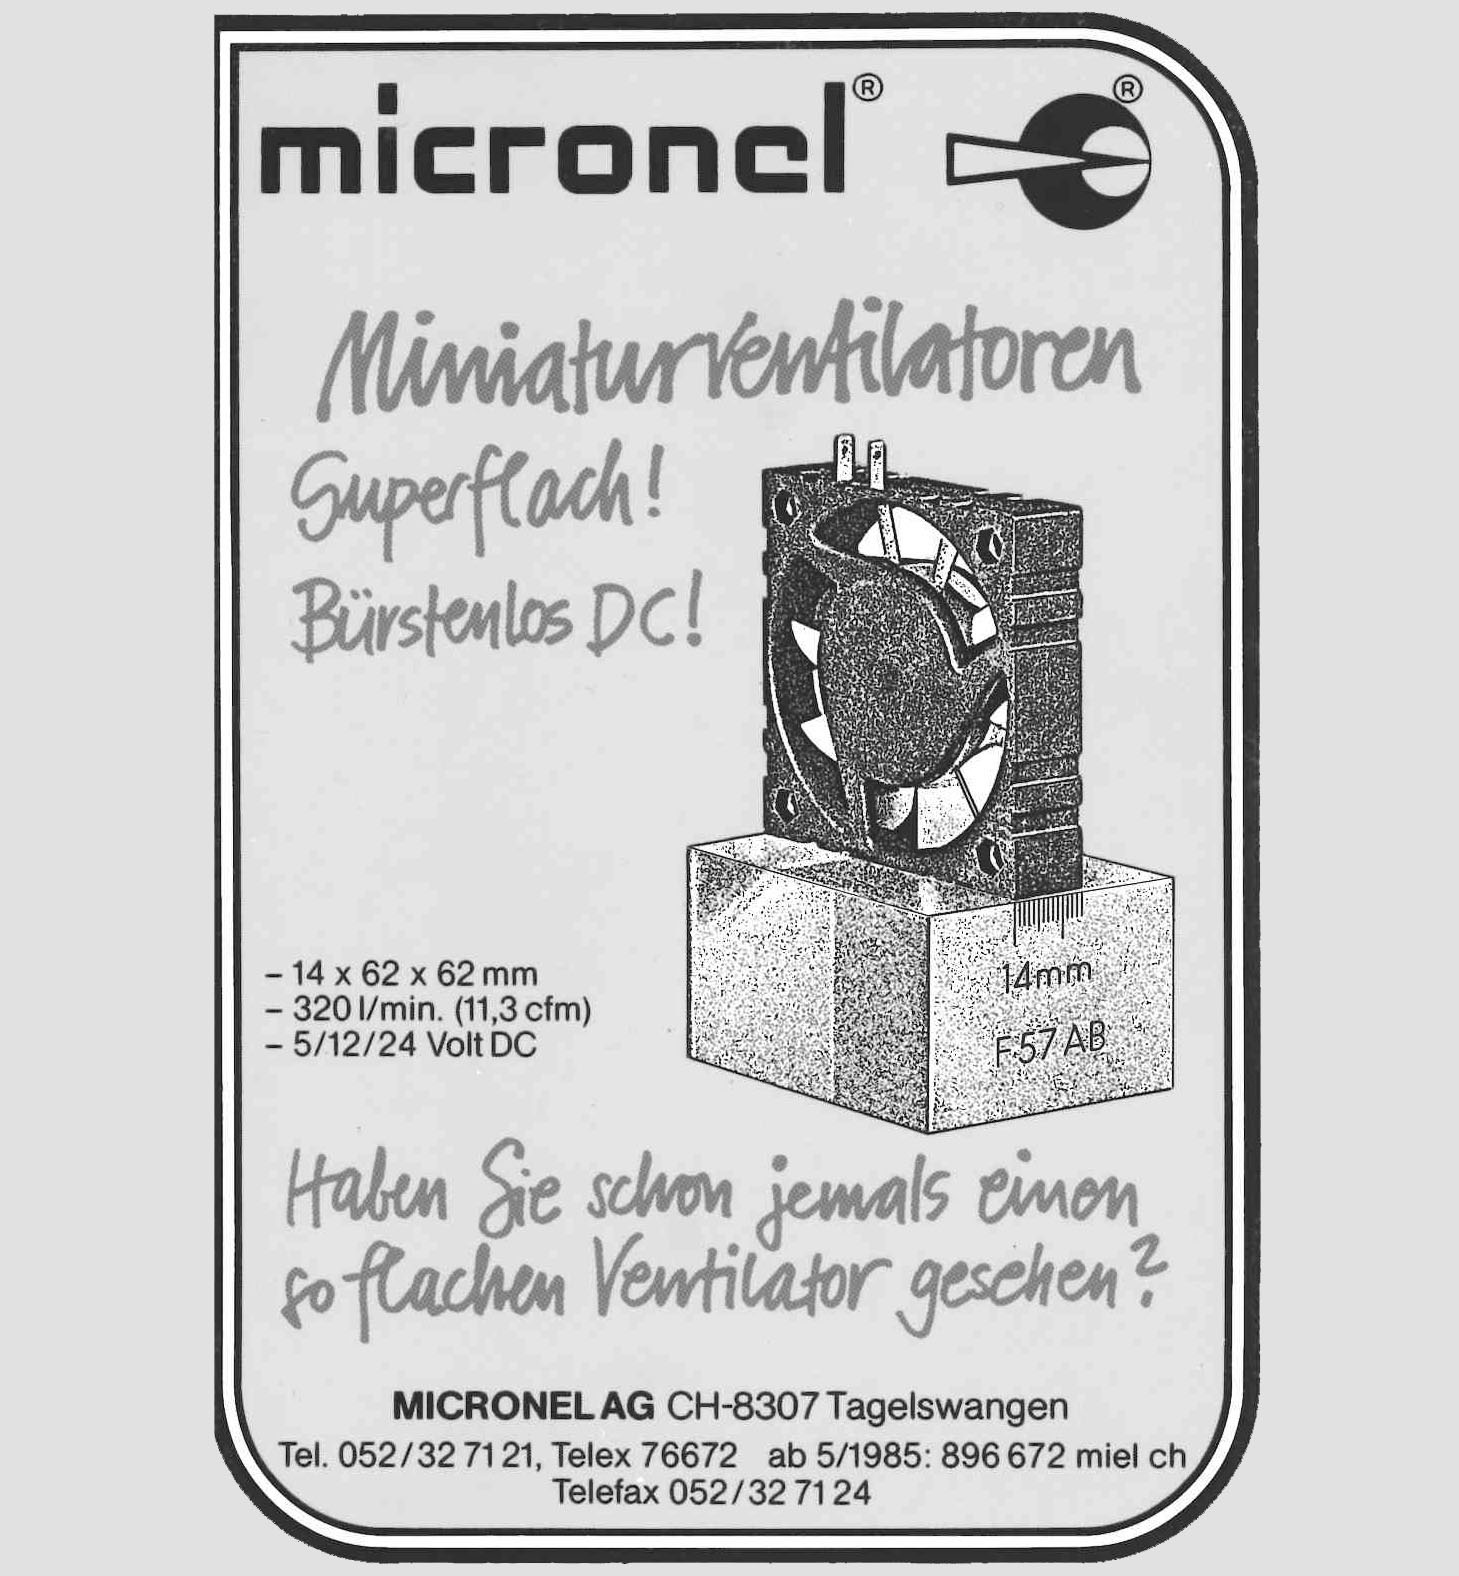 micronel®
®
Miniaturventilatoren
Superflach!
Bürstenlos DC!
– 14 x 62 x 62 mm
– 320 l/min. (11,3 cfm)
– 5/12/24 Volt DC
14mm
F57AB
Haben Sie schon jemals einen
so flachen Ventilator gesehen?
MICRONEL AG CH-8307 Tagelswangen
Tel. 052/32 71 21, Telex 76672 ab 5/1985: 896 672 miel ch
Telefax 052/32 71 24